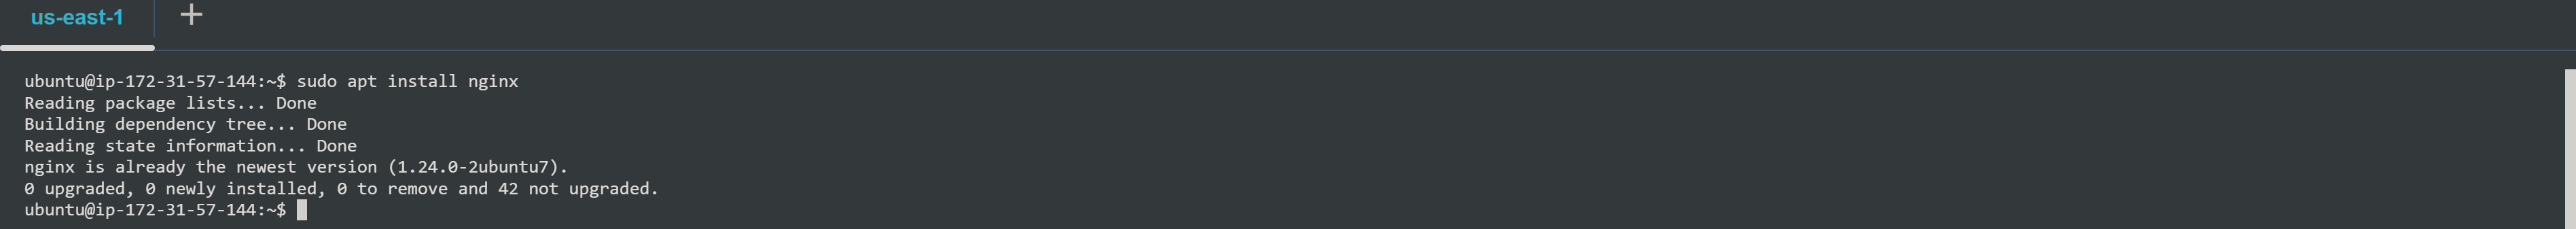 us-east-1 +
ubuntu@ip-172-31-57-144:~$ sudo apt install nginx
Reading package lists... Done
Building dependency tree... Done
Reading state information... Done
nginx is already the newest version (1.24.0-2ubuntu7).
0 upgraded, 0 newly installed, 0 to remove and 42 not upgraded.
ubuntu@ip-172-31-57-144:~$